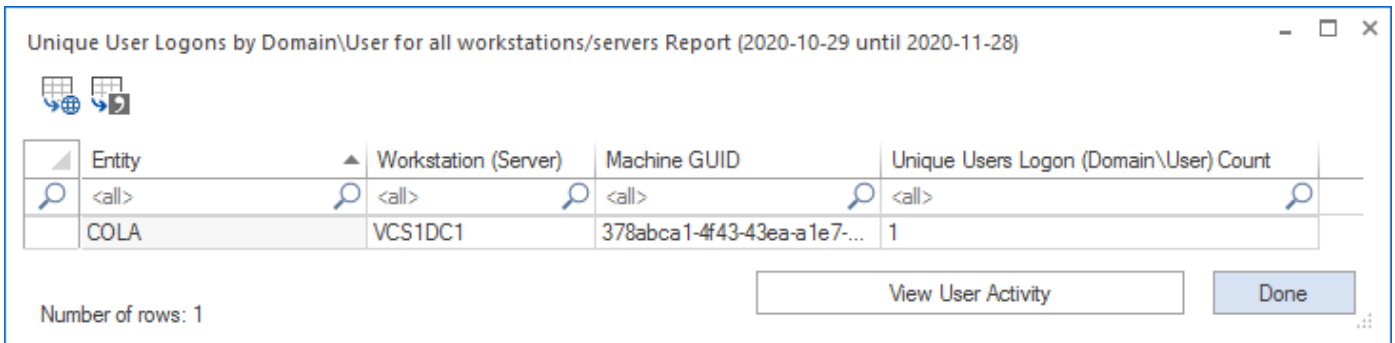 Unique User Logons by Domain\User for all workstations/servers Report (2020-10-29 until 2020-11-28)
Entity Workstation (Server) Machine GUID Unique Users Logon (Domain\User) Count
<all> <all> <all> <all>
COLA VCS1DC1 378abca1-4f43-43ea-a1e7-... 1
View User Activity Done
Number of rows: 1